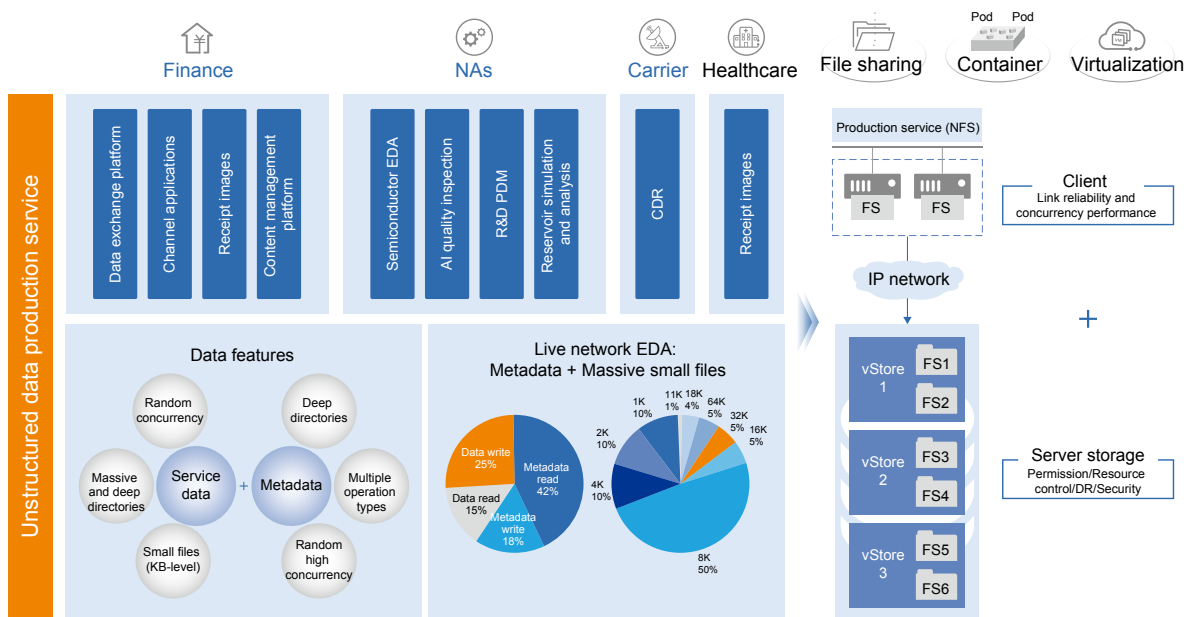 Finance
NAs
Carrier
Healthcare
Pod
Pod
File sharing
Container
VM
Virtualization
Unstructured data production service
Data exchange platform
Channel applications
Receipt images
Content management
platform
Semiconductor EDA
AI quality inspection
R&D PDM
Reservoir simulation
and analysis
CDR
Receipt images
Data features
Random
concurrency
Deep
directories
Massive
and deep
directories
Service
data
+
Metadata
Multiple
operation
types
Small files
(KB-level)
Random
high
concurrency
Live network EDA:
Metadata + Massive small files
Data write
25%
Metadata
read
42%
Data read
15%
Metadata
write
18%
11K
1%
18K
4%
64K
5%
32K
5%
16K
5%
1K
10%
2K
10%
4K
10%
8K
50%
Production service (NFS)
FS
FS
IP network
vStore
1
FS1
FS2
vStore
2
FS3
FS4
vStore
3
FS5
FS6
Client
Link reliability and
concurrency performance
+
Server storage
Permission/Resource
control/DR/Security